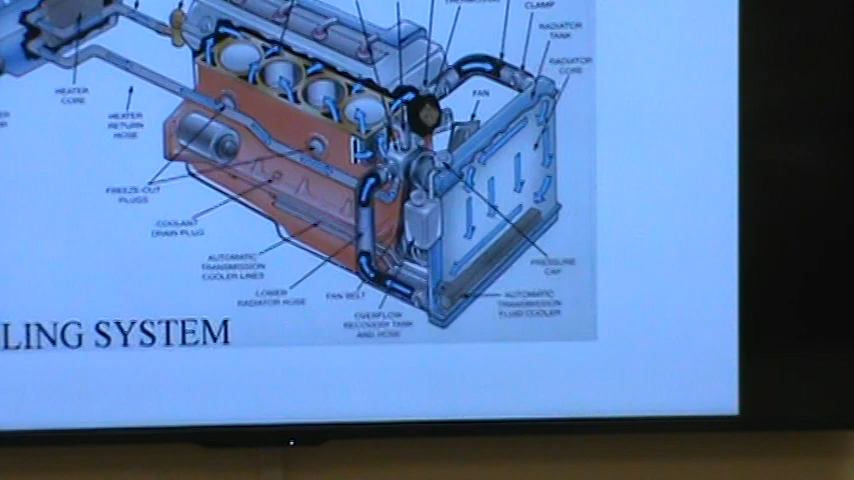 CLAMP
RADIATOR
TANK
RADIATOR
CORE
FAN
HEATER
CORE
HEATER
RETURN
HOSE
FREEZE-OUT
PLUGS
COOLANT
DRAIN PLUG
AUTOMATIC
TRANSMISSION
COOLER LINES
LOWER
RADIATOR HOSE
FAN BELT
OVERFLOW
RECOVERY TANK
AND HOSE
PRESSURE
CAP
AUTOMATIC
TRANSMISSION
FLUID COOLER
LING SYSTEM